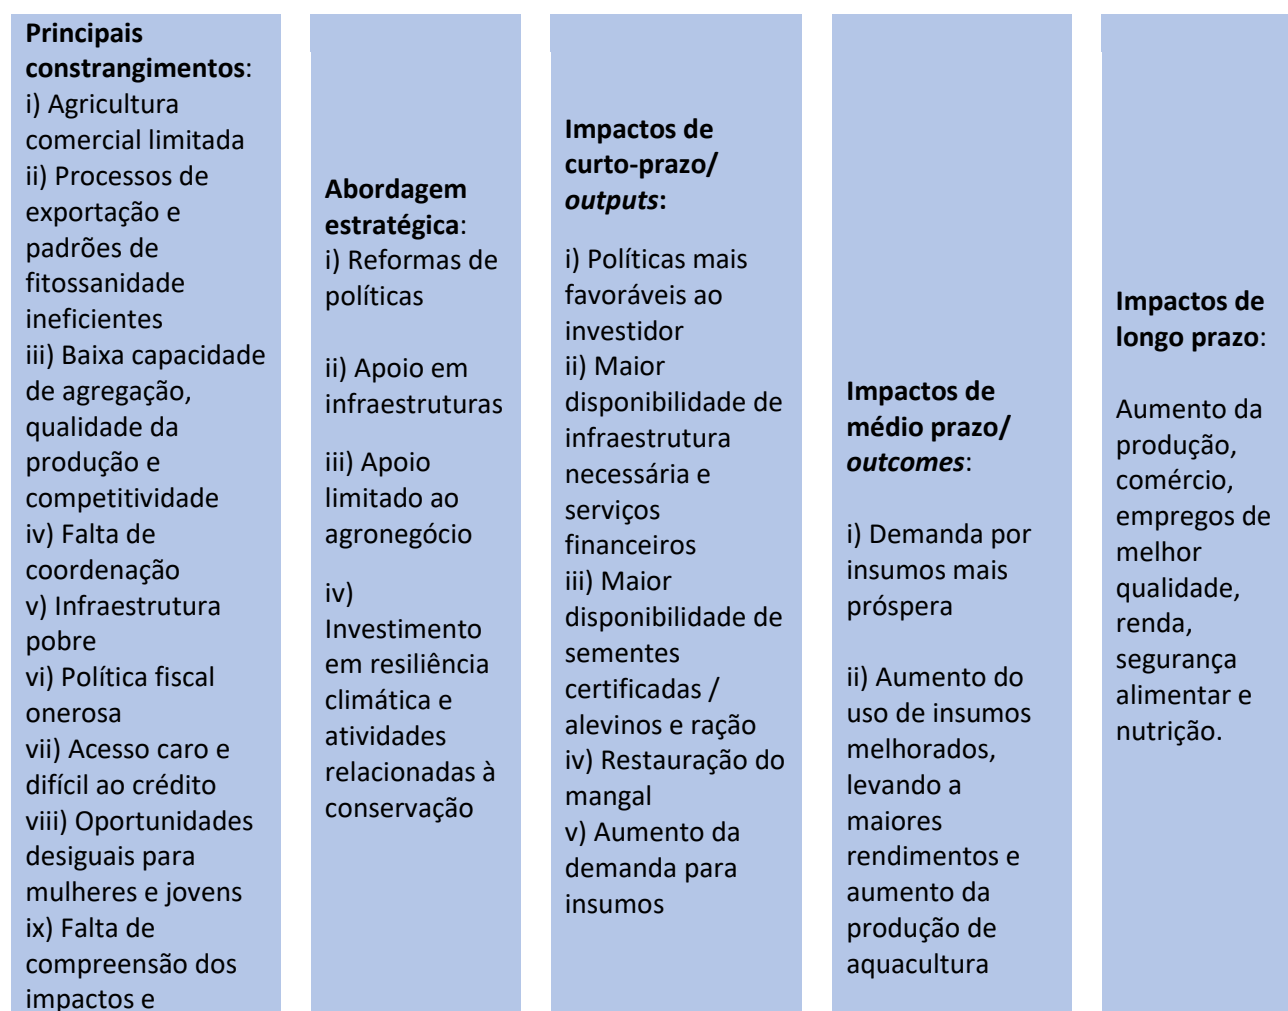 Principais
constrangimentos:
i) Agricultura
comercial limitada
ii) Processos de
exportação e
padrões de
fitossanidade
ineficientes
iii) Baixa capacidade
de agregação,
qualidade da
produção e
competitividade
iv) Falta de
coordenação
v) Infraestrutura
pobre
vi) Política fiscal
onerosa
vii) Acesso caro e
difícil ao crédito
viii) Oportunidades
desiguais para
mulheres e jovens
ix) Falta de
compreensão dos
impactos e
Abordagem
estratégica:
i) Reformas de
políticas
ii) Apoio em
infraestruturas
iii) Apoio
limitado ao
agronegócio
iv)
Investimento
em resiliência
climática e
atividades
relacionadas à
conservação
Impactos de
curto-prazo/
outputs:
i) Políticas mais
favoráveis ao
investidor
ii) Maior
disponibilidade de
infraestrutura
necessária e
serviços
financeiros
iii) Maior
disponibilidade de
sementes
certificadas /
alevinos e ração
iv) Restauração do
mangal
v) Aumento da
demanda para
insumos
Impactos de
médio prazo/
outcomes:
i) Demanda por
insumos mais
próspera
ii) Aumento do
uso de insumos
melhorados,
levando a
maiores
rendimentos e
aumento da
produção de
aquacultura
Impactos de
longo prazo:
Aumento da
produção,
comércio,
empregos de
melhor
qualidade,
renda,
segurança
alimentar e
nutrição.